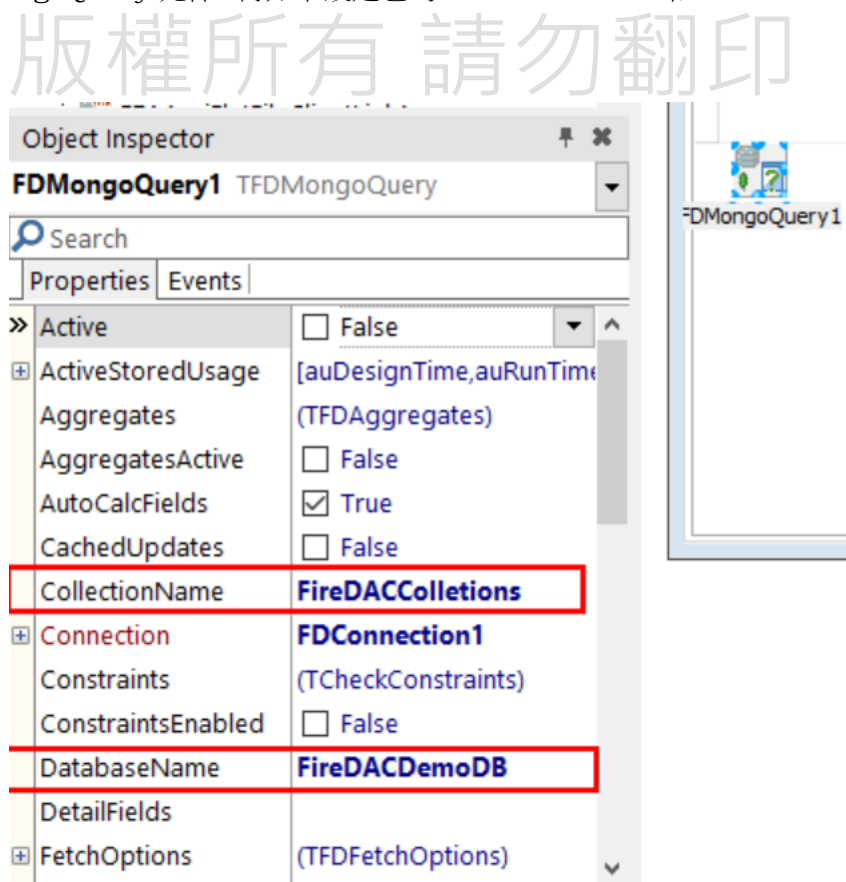 版權所有 請勿翻印
Object Inspector
FDMongoQuery1 TFDMongoQuery
FDMongoQuery1
Search
Properties Events
Active False
ActiveStoredUsage [auDesignTime,auRunTime
Aggregates (TFDAggregates)
AggregatesActive False
AutoCalcFields True
CachedUpdates False
CollectionName FireDACColletions
Connection FDConnection1
Constraints (TCheckConstraints)
ConstraintsEnabled False
DatabaseName FireDACDemoDB
DetailFields
FetchOptions (TFDFetchOptions)